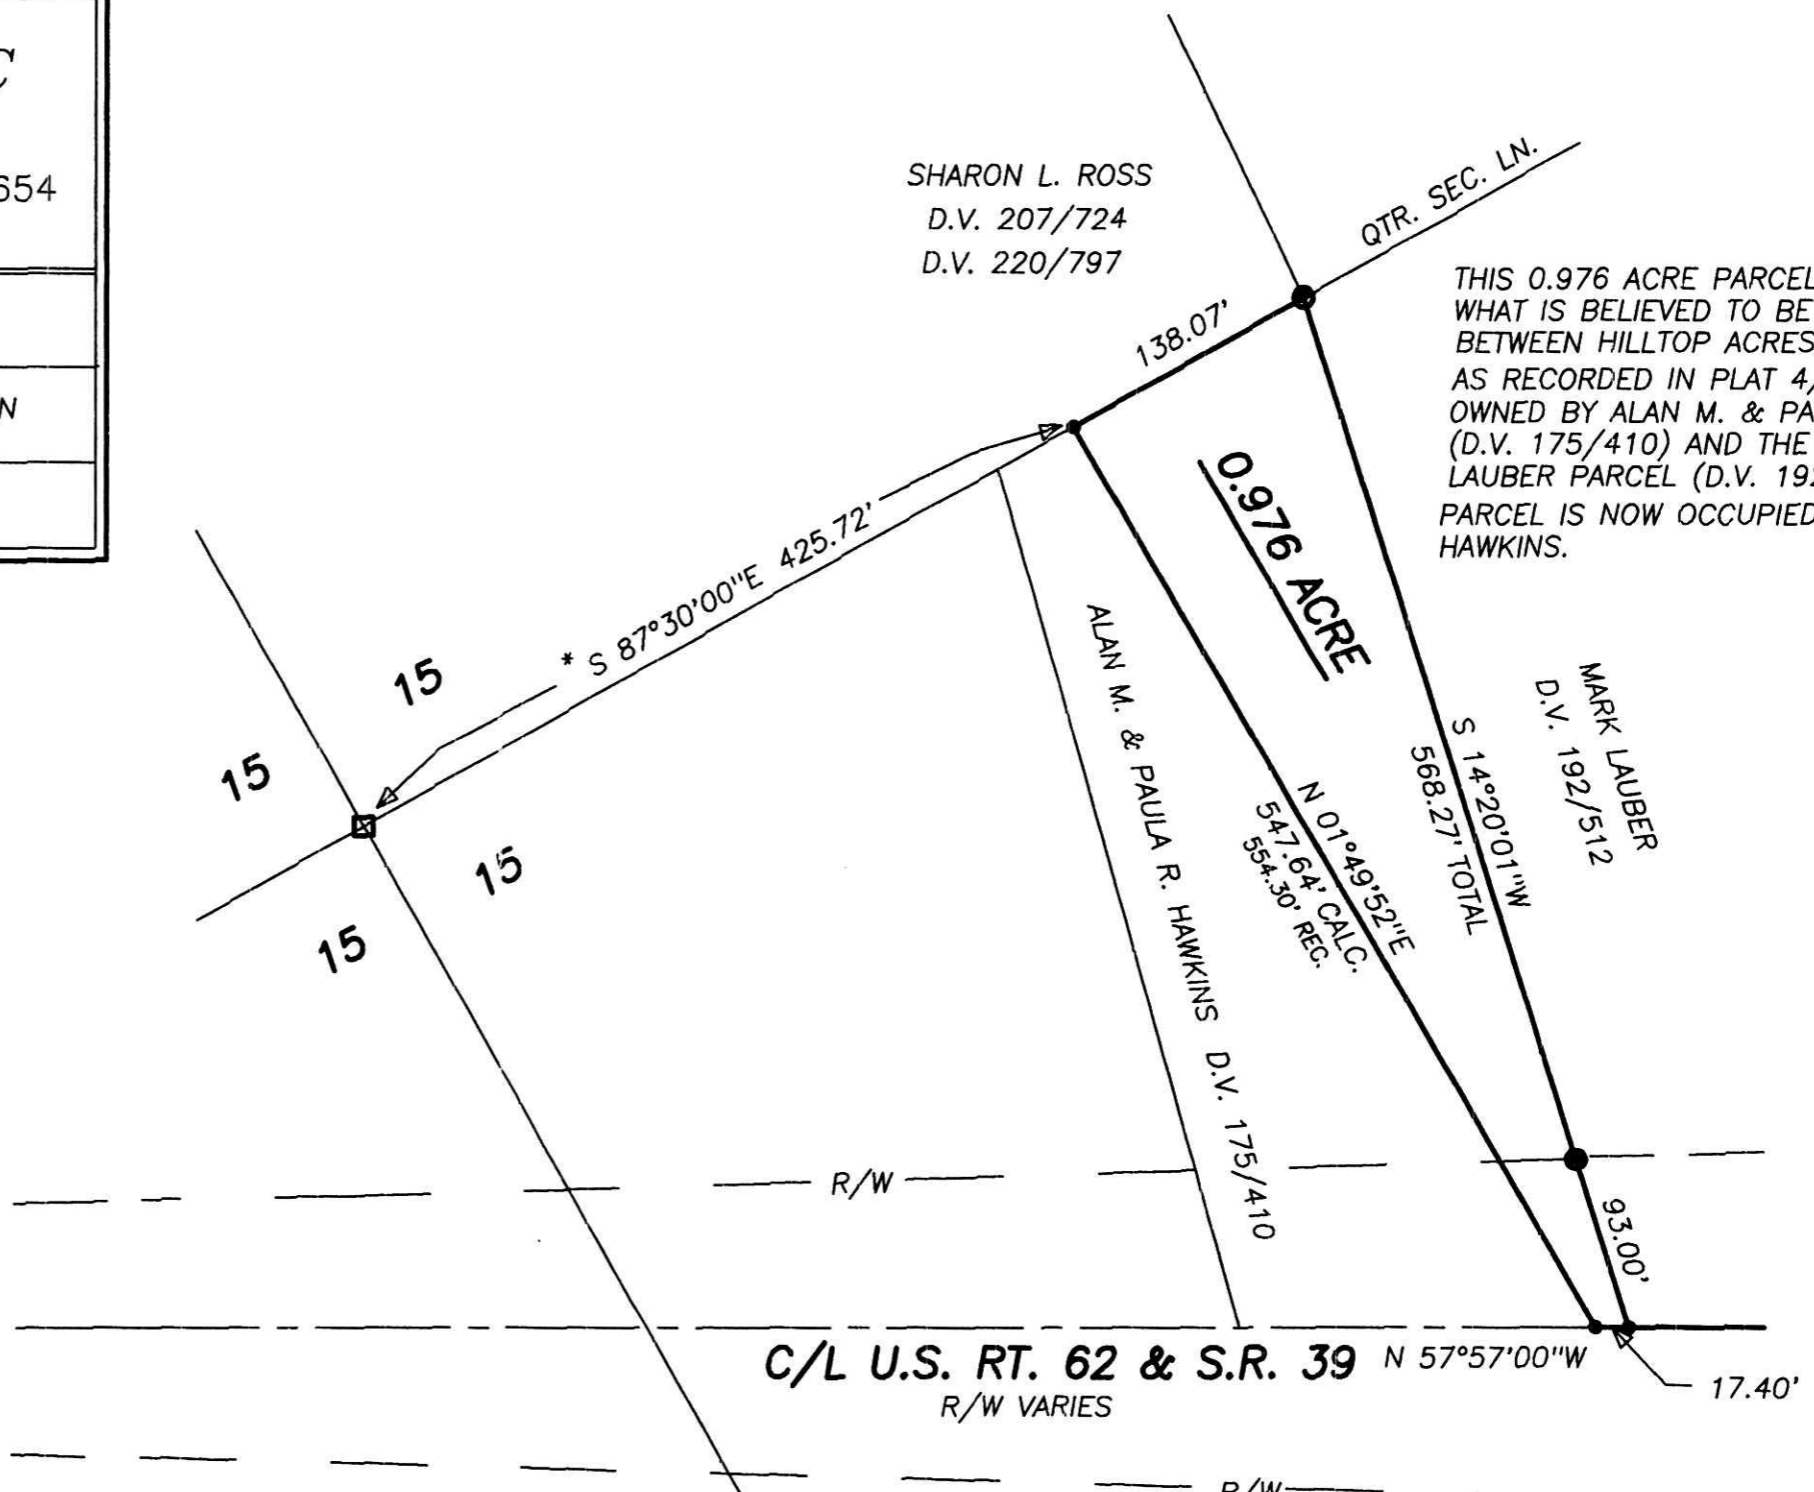 C
654
N
SHARON L. ROSS
D.V. 207/724
D.V. 220/797
QTR. SEC. LN.
138.07'
THIS 0.976 ACRE PARCEL
WHAT IS BELIEVED TO BE
BETWEEN HILLTOP ACRES
AS RECORDED IN PLAT 4/
OWNED BY ALAN M. & PA
(D.V. 175/410) AND THE
LAUBER PARCEL (D.V. 192
PARCEL IS NOW OCCUPIED
HAWKINS.
0.976 ACRE
* S 87°30'00"E 425.72'
15
15
15
15
ALAN M. & PAULA R. HAWKINS D.V. 175/410
N 01°49'52"E
547.64' CALC.
554.30' REC.
S 14°20'01"W
568.27' TOTAL
MARK LAUBER
D.V. 192/512
R/W
93.00'
C/L U.S. RT. 62 & S.R. 39
N 57°57'00"W
R/W VARIES
17.40'
R/W